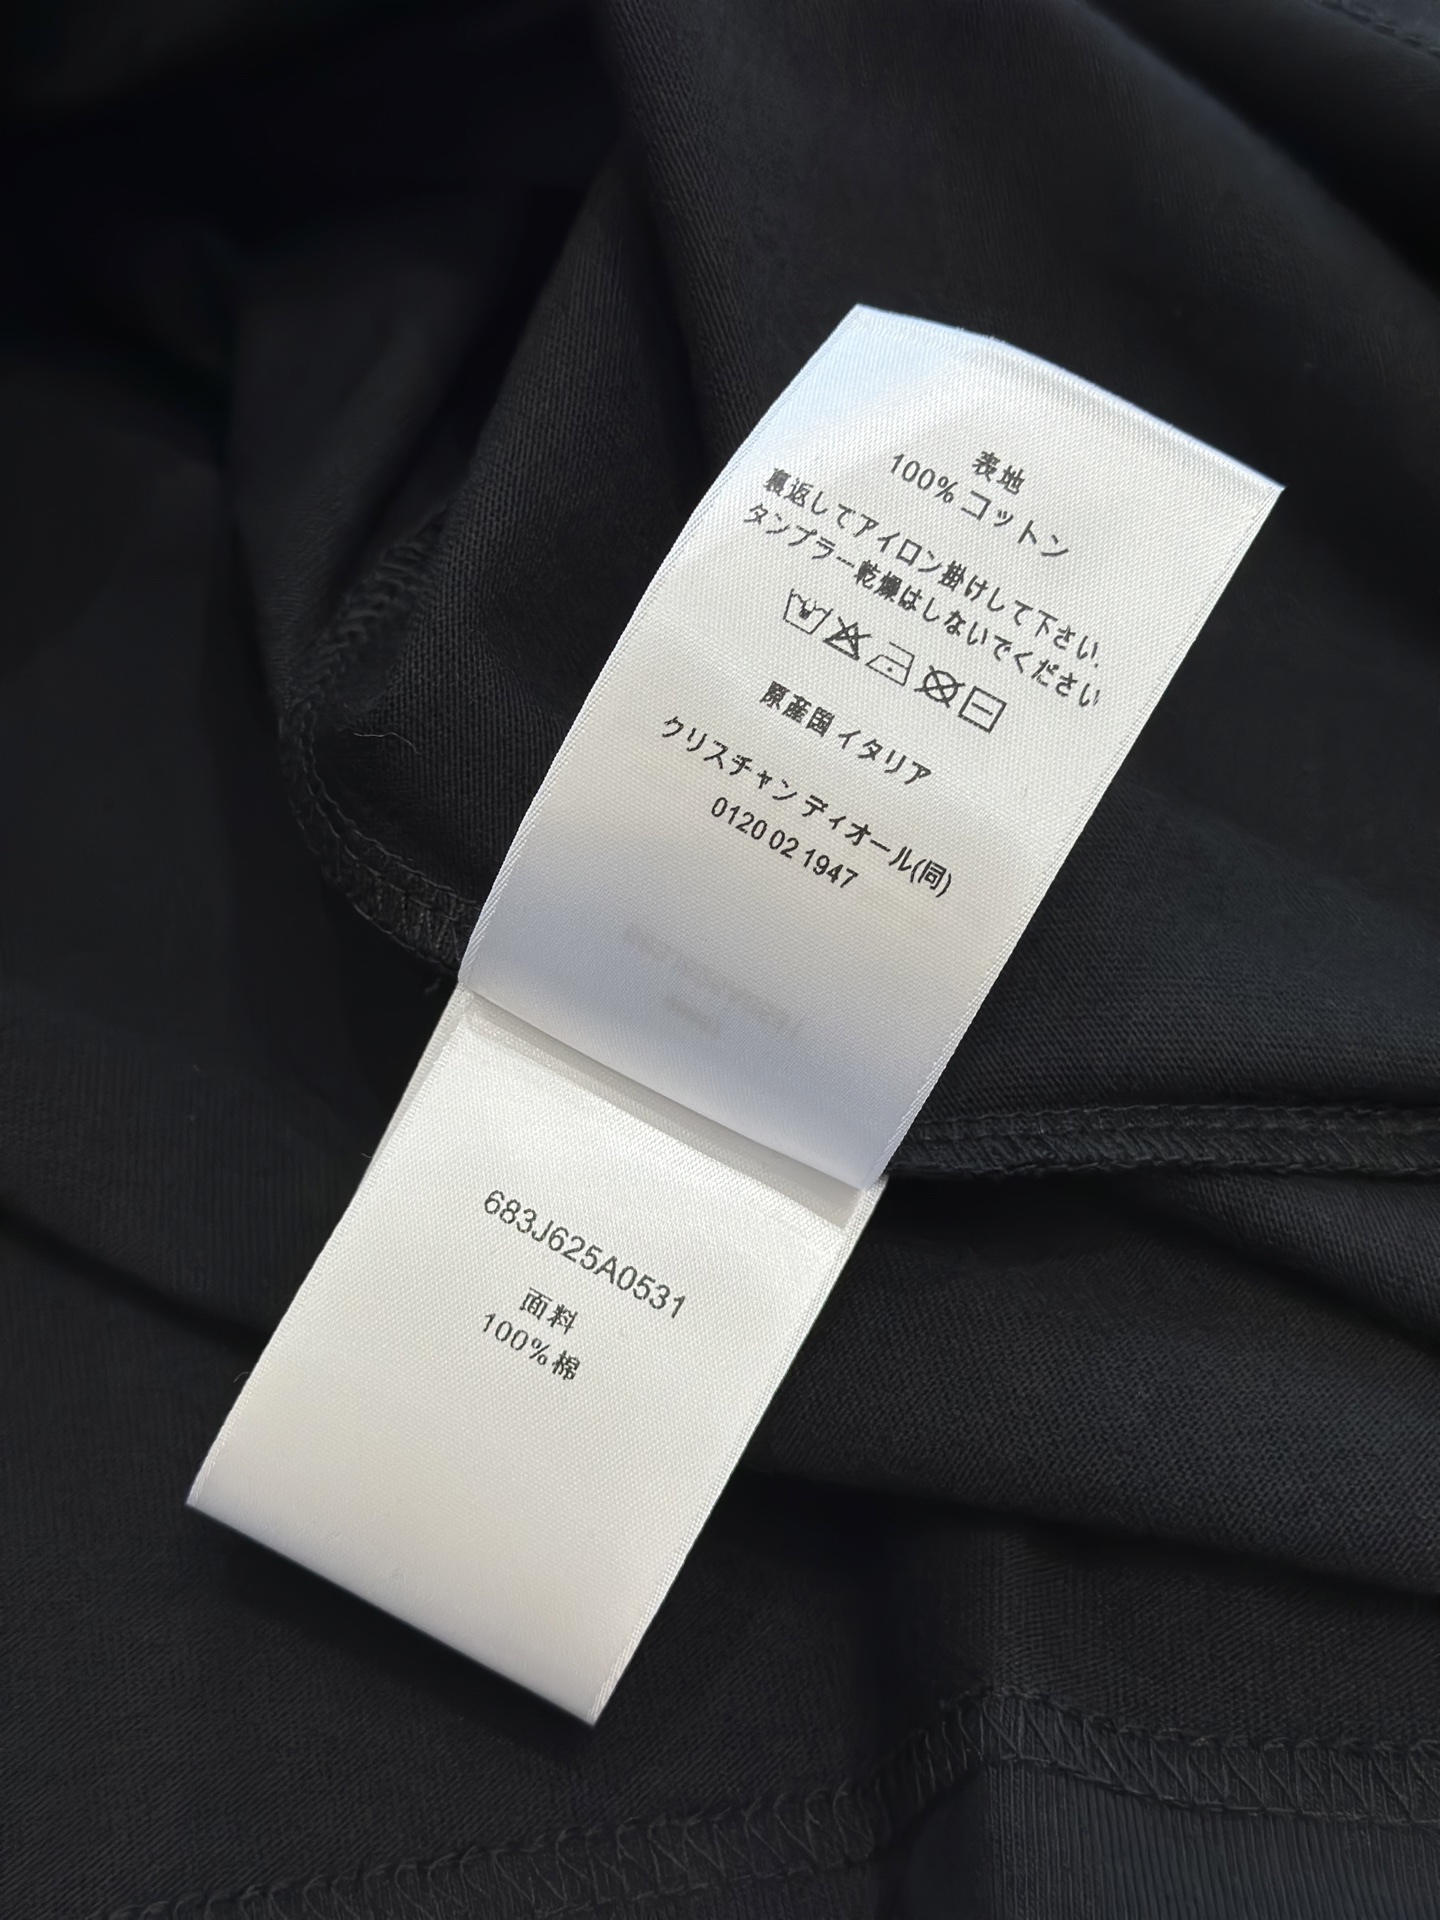 表地
100% コットン
裏返してアイロン掛けして下さい.
タンプラー乾燥はしないでください
原産国 イタリア
クリスチャン ディオール(同)
0120 02 1947
683J625A0531
面料
100% 棉